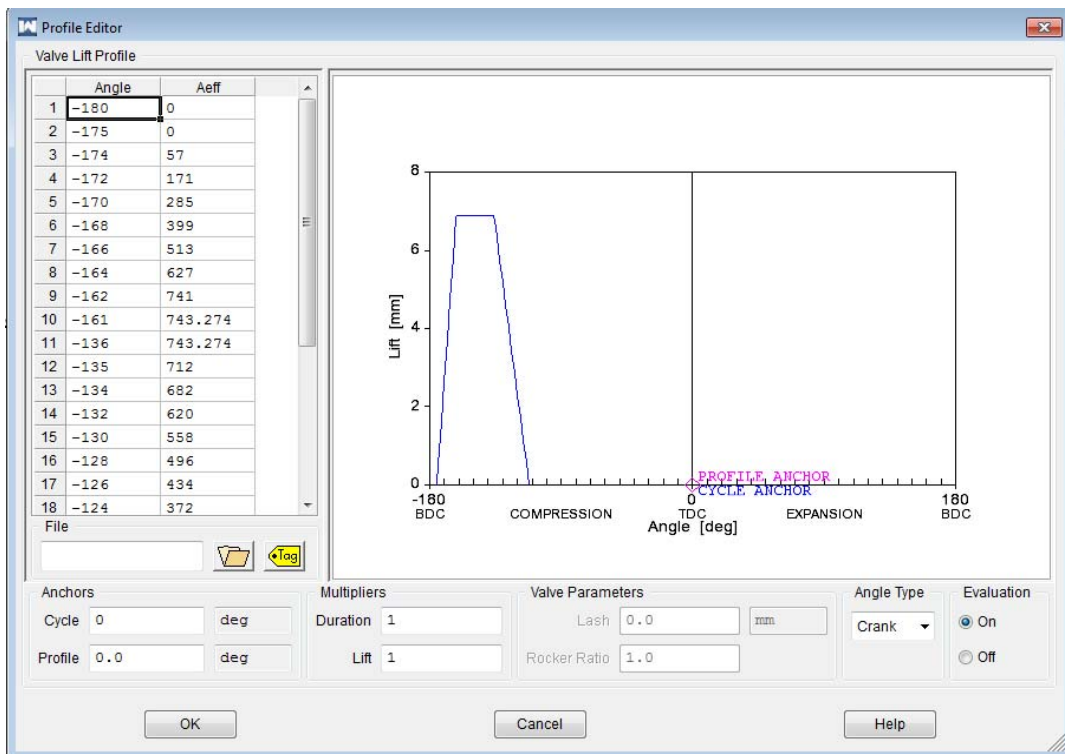 Profile Editor
Valve Lift Profile
Angle Aeff
1 -180 0
2 -175 0
3 -174 57
4 -172 171
5 -170 285
6 -168 399
7 -166 513
8 -164 627
9 -162 741
10 -161 743.274
11 -136 743.274
12 -135 712
13 -134 682
14 -132 620
15 -130 558
16 -128 496
17 -126 434
18 -124 372
8
6
4
2
0
Lift [mm]
PROFILE ANCHOR
CYCLE ANCHOR
-180 0 180
BDC COMPRESSION TDC EXPANSION BDC
Angle [deg]
File
Tag
Anchors
Cycle 0 deg
Profile 0.0 deg
Multipliers
Duration 1
Lift 1
Valve Parameters
Lash 0.0 mm
Rocker Ratio 1.0
Angle Type
Crank
Evaluation
On
Off
OK Cancel Help